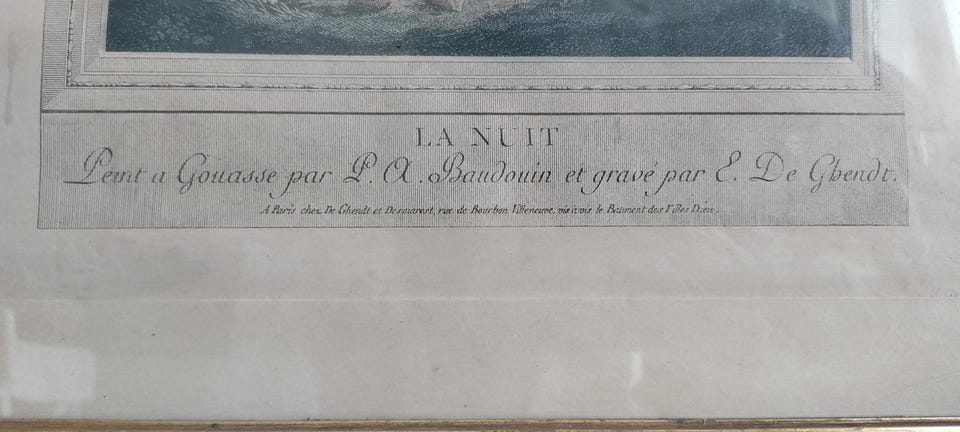 LA NUIT
Peint a Gouasse par P. A. Baudouin et gravé par E. De Ghendt.
A Paris chez De Ghendt et Desmarest, rue de Bourbon Villeneuve, vis à vis le Batiment des Filles Dieu.